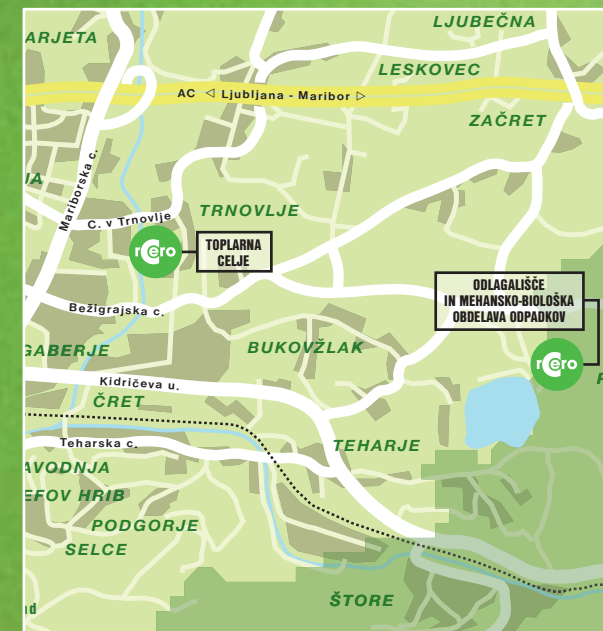 LJUBEČNA
ARJETA
LESKOVEC
AC ◁ Ljubljana - Maribor ▷
ZAČRET
JA
Mariborska c.
TRNOVLJE
C. v Trnovlje
rCero
TOPLARNA
CELJE
ODLAGALIŠČE
IN MEHANSKO-BIOLOŠKA
OBDELAVA ODPADKOV
Bežigrajska c.
GABERJE
BUKOVŽLAK
rCero
Kidričeva u.
ČRET
Teharska c.
TEHARJE
AVODNJA
EFOV HRIB
PODGORJE
SELCE
ŠTORE